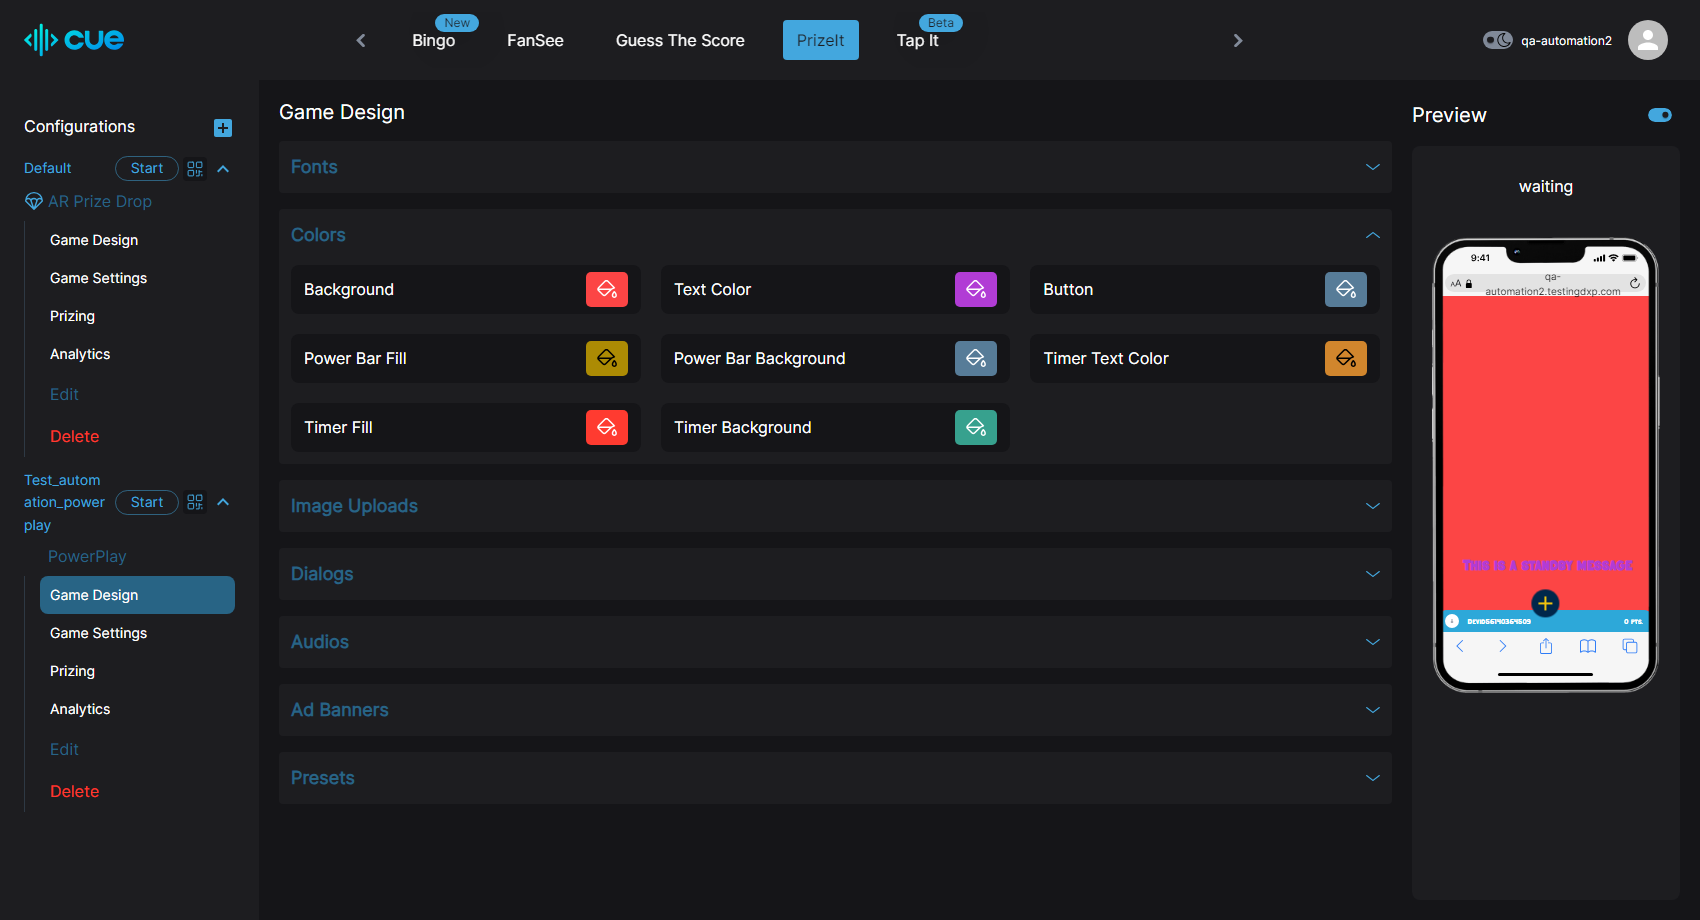 cue
New
Bingo
FanSee
Guess The Score
PrizeIt
Beta
Tap It
qa-automation2
Configurations
Default
Start
AR Prize Drop
Game Design
Game Settings
Prizing
Analytics
Edit
Delete
Test_autom
ation_power
play
Start
PowerPlay
Game Design
Game Settings
Prizing
Analytics
Edit
Delete
Game Design
Fonts
Colors
Background
Text Color
Button
Power Bar Fill
Power Bar Background
Timer Text Color
Timer Fill
Timer Background
Image Uploads
Dialogs
Audios
Ad Banners
Presets
Preview
waiting
9:41
AA
qa-
automation2.testingdxp.com
THIS IS A STANDBY MESSAGE
0 PTS.